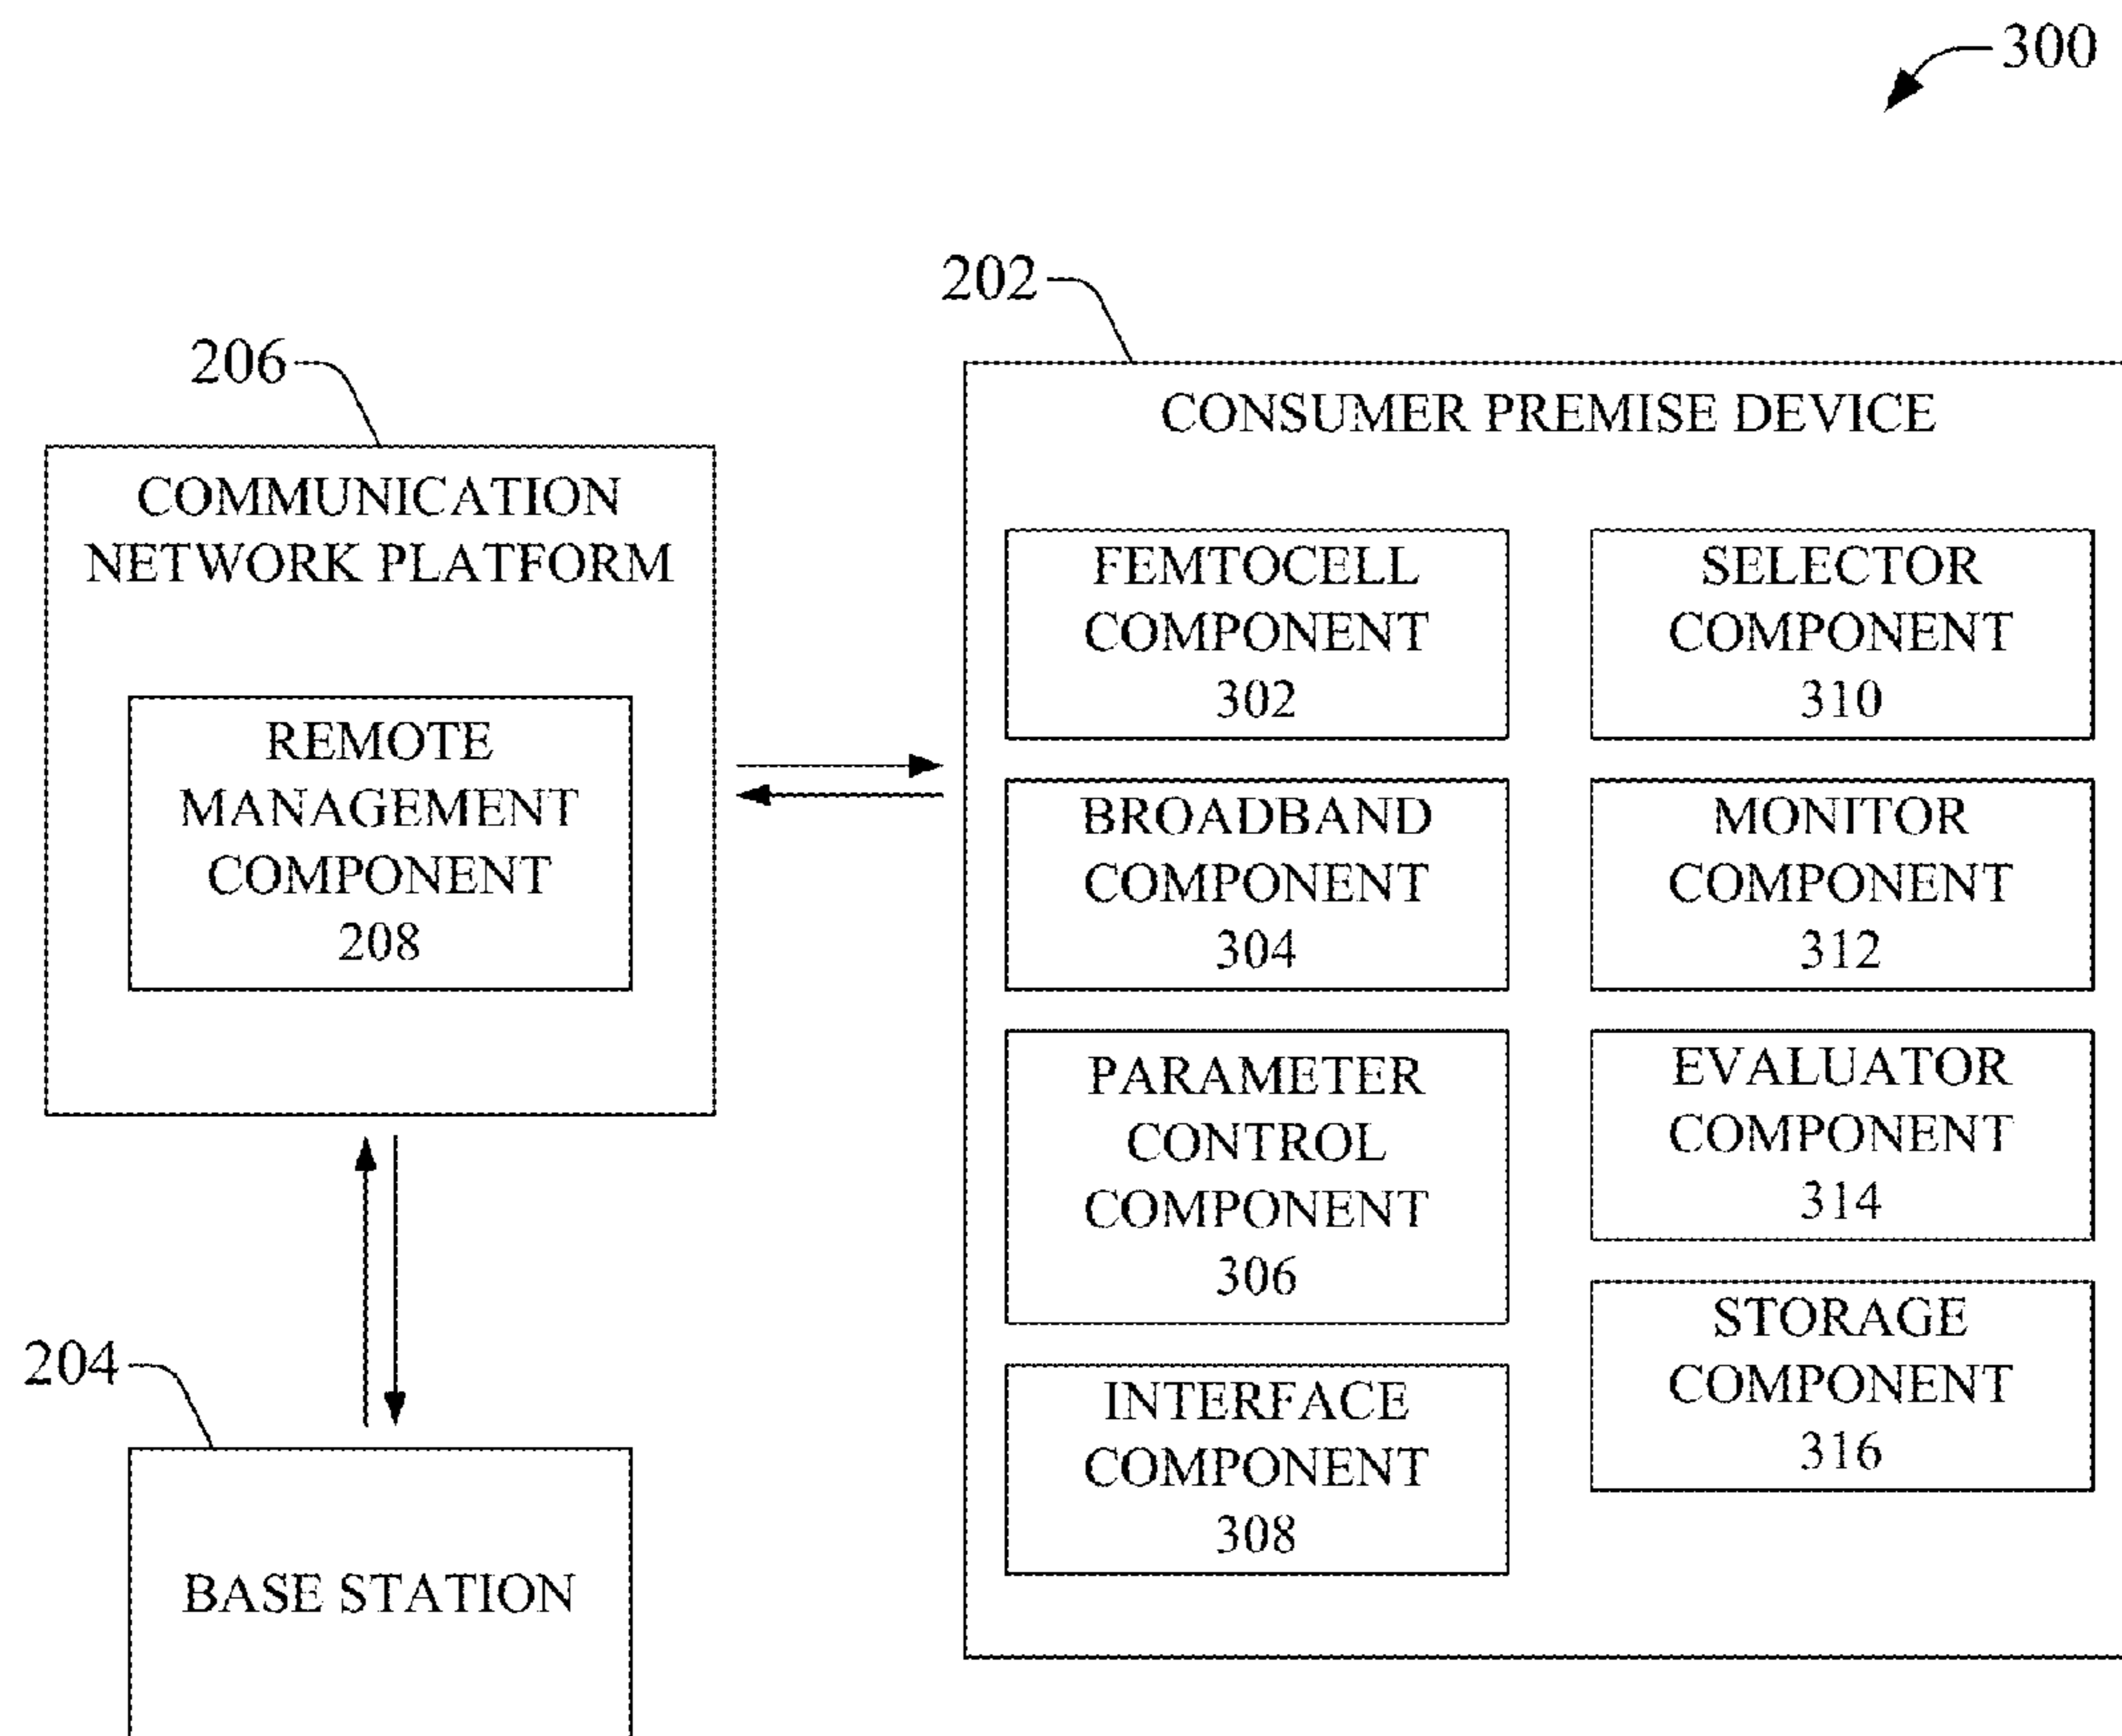 300
202
206
CONSUMER PREMISE DEVICE
COMMUNICATION
NETWORK PLATFORM
REMOTE
MANAGEMENT
COMPONENT
208
FEMTOCELL
COMPONENT
302
SELECTOR
COMPONENT
310
BROADBAND
COMPONENT
304
MONITOR
COMPONENT
312
PARAMETER
CONTROL
COMPONENT
306
EVALUATOR
COMPONENT
314
INTERFACE
COMPONENT
308
STORAGE
COMPONENT
316
204
BASE STATION